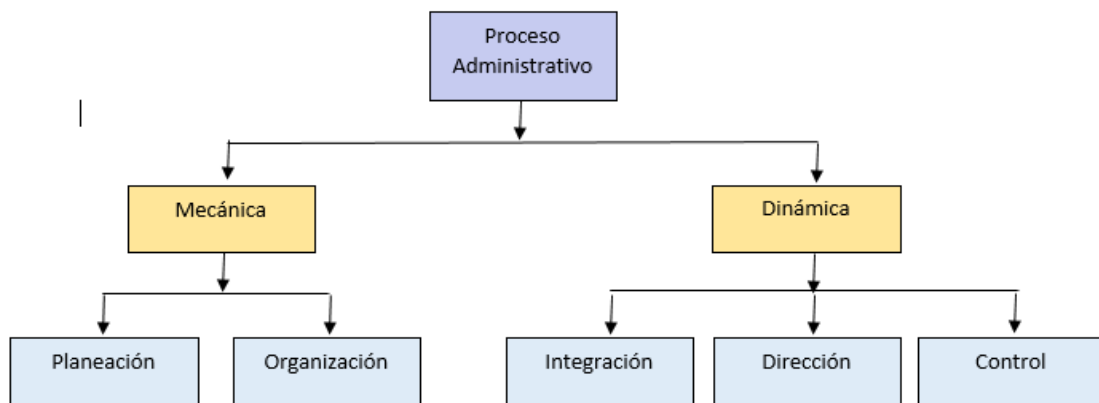 Proceso
Administrativo
Mecánica
Dinámica
Planeación
Organización
Integración
Dirección
Control